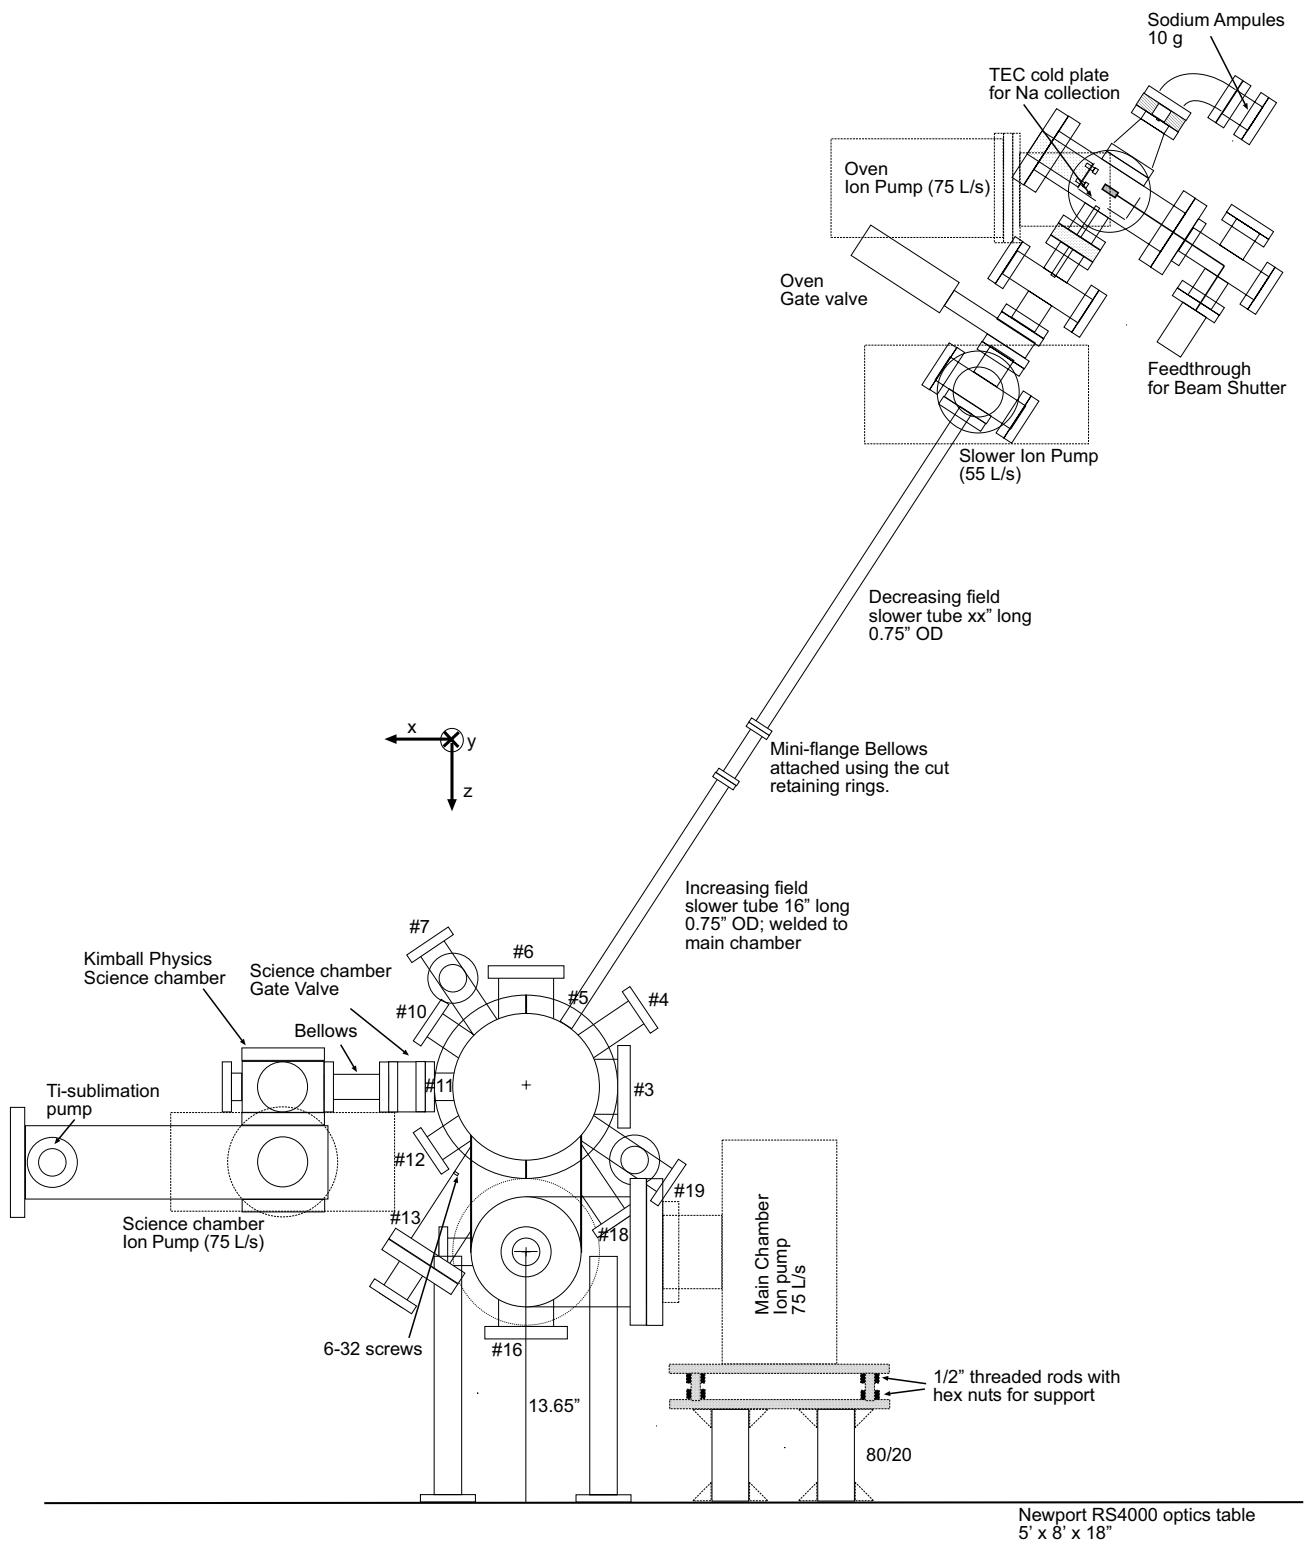 Sodium Ampules
10 g
TEC cold plate
for Na collection
Oven
Ion Pump (75 L/s)
Oven
Gate valve
Feedthrough
for Beam Shutter
Slower Ion Pump
(55 L/s)
Decreasing field
slower tube xx” long
0.75” OD
x
y
z
Mini-flange Bellows
attached using the cut
retaining rings.
Increasing field
slower tube 16” long
0.75” OD; welded to
main chamber
#7
#6
#5
#4
Kimball Physics
Science chamber
Science chamber
Gate Valve
#10
Bellows
#11
#3
Ti-sublimation
pump
#12
#19
#13
#18
Science chamber
Ion Pump (75 L/s)
Main Chamber
Ion pump
75 L/s
6-32 screws
#16
13.65”
1/2” threaded rods with
hex nuts for support
80/20
Newport RS4000 optics table
5’ x 8’ x 18”